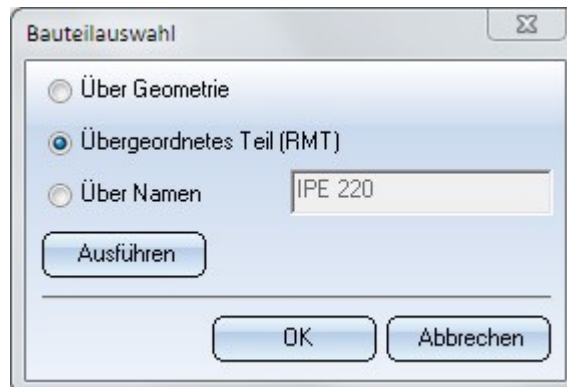 Bauteilauswahl
Über Geometrie
Übergeordnetes Teil (RMT)
Über Namen IPE 220
Ausführen
OK Abbrechen